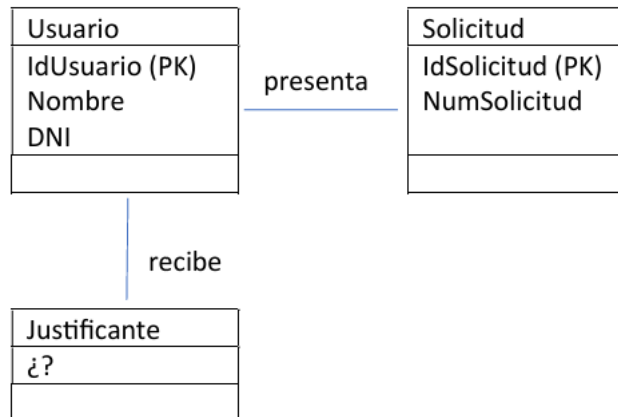 Usuario
IdUsuario (PK)
Nombre
DNI
presenta
Solicitud
IdSolicitud (PK)
NumSolicitud
recibe
Justificante
¿?